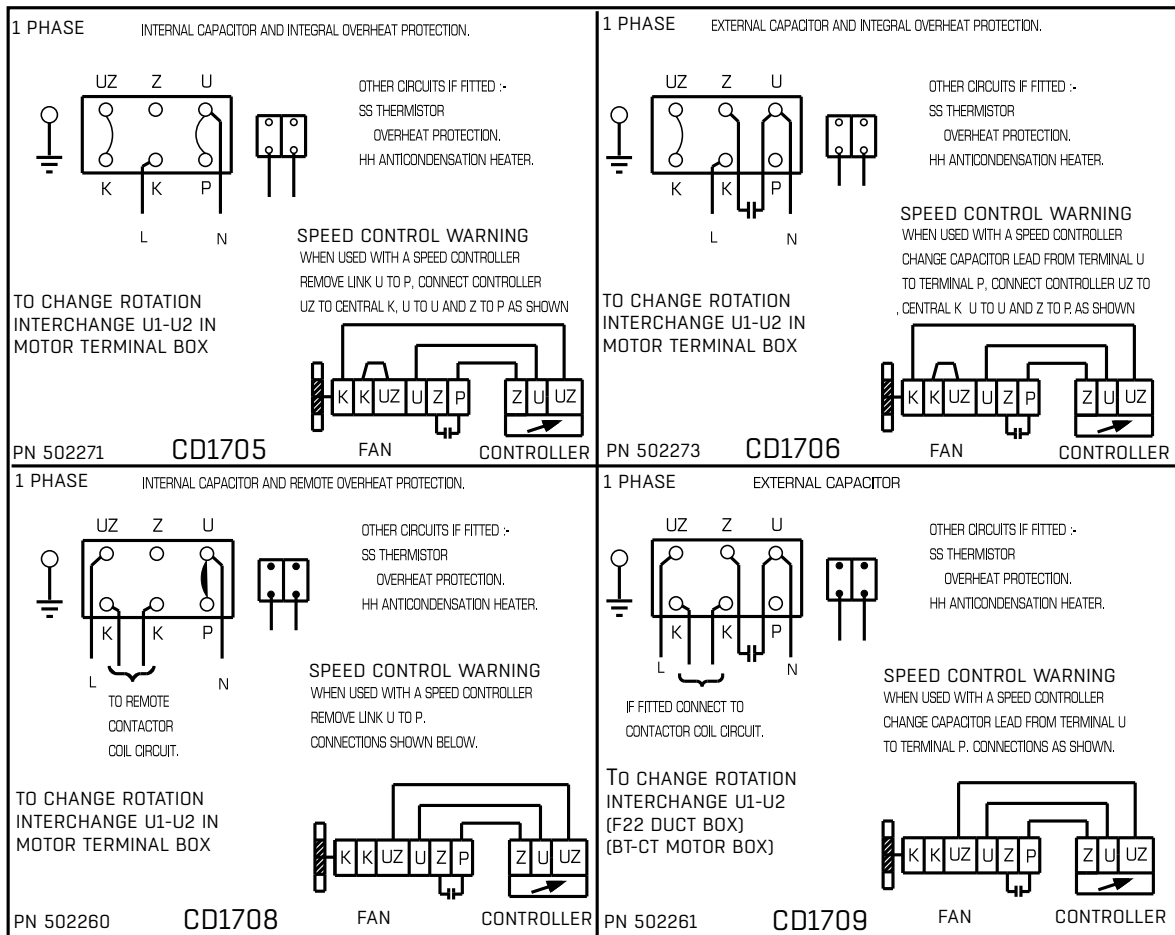 1 PHASE INTERNAL CAPACITOR AND INTEGRAL OVERHEAT PROTECTION.
UZ Z U
K K P
L N
OTHER CIRCUITS IF FITTED :-
SS THERMISTOR
OVERHEAT PROTECTION.
HH ANTICONDENSATION HEATER.
SPEED CONTROL WARNING
WHEN USED WITH A SPEED CONTROLLER
REMOVE LINK U TO P, CONNECT CONTROLLER
UZ TO CENTRAL K, U TO U AND Z TO P AS SHOWN
TO CHANGE ROTATION
INTERCHANGE U1-U2 IN
MOTOR TERMINAL BOX
K K UZ U Z P Z U UZ
PN 502271 CD1705 FAN CONTROLLER
1 PHASE EXTERNAL CAPACITOR AND INTEGRAL OVERHEAT PROTECTION.
UZ Z U
K K P
L N
OTHER CIRCUITS IF FITTED :-
SS THERMISTOR
OVERHEAT PROTECTION.
HH ANTICONDENSATION HEATER.
SPEED CONTROL WARNING
WHEN USED WITH A SPEED CONTROLLER
CHANGE CAPACITOR LEAD FROM TERMINAL U
TO TERMINAL P, CONNECT CONTROLLER UZ TO
, CENTRAL K U TO U AND Z TO P. AS SHOWN
TO CHANGE ROTATION
INTERCHANGE U1-U2 IN
MOTOR TERMINAL BOX
K K UZ U Z P Z U UZ
PN 502273 CD1706 FAN CONTROLLER
1 PHASE INTERNAL CAPACITOR AND REMOTE OVERHEAT PROTECTION.
UZ Z U
K K P
L N
TO REMOTE
CONTACTOR
COIL CIRCUIT.
OTHER CIRCUITS IF FITTED :-
SS THERMISTOR
OVERHEAT PROTECTION.
HH ANTICONDENSATION HEATER.
SPEED CONTROL WARNING
WHEN USED WITH A SPEED CONTROLLER
REMOVE LINK U TO P.
CONNECTIONS SHOWN BELOW.
TO CHANGE ROTATION
INTERCHANGE U1-U2 IN
MOTOR TERMINAL BOX
K K UZ U Z P Z U UZ
PN 502260 CD1708 FAN CONTROLLER
1 PHASE EXTERNAL CAPACITOR
UZ Z U
K K P
L N
IF FITTED CONNECT TO
CONTACTOR COIL CIRCUIT.
OTHER CIRCUITS IF FITTED :-
SS THERMISTOR
OVERHEAT PROTECTION.
HH ANTICONDENSATION HEATER.
SPEED CONTROL WARNING
WHEN USED WITH A SPEED CONTROLLER
CHANGE CAPACITOR LEAD FROM TERMINAL U
TO TERMINAL P. CONNECTIONS AS SHOWN.
TO CHANGE ROTATION
INTERCHANGE U1-U2
(F22 DUCT BOX)
(BT-CT MOTOR BOX)
K K UZ U Z P Z U UZ
PN 502261 CD1709 FAN CONTROLLER